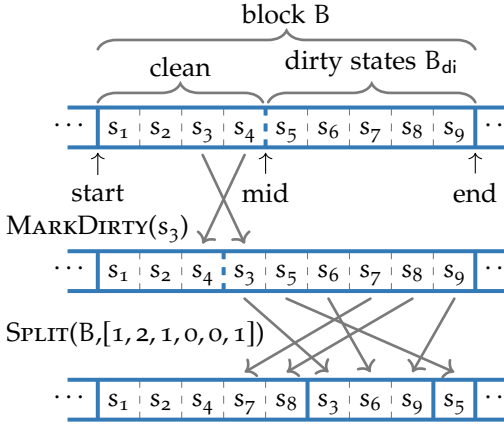 block B
clean dirty states B_di
··· s₁ s₂ s₃ s₄ s₅ s₆ s₇ s₈ s₉ ···
start mid end
MarkDirty(s₃)
··· s₁ s₂ s₄ s₃ s₅ s₆ s₇ s₈ s₉ ···
Split(B,[1, 2, 1, 0, 0, 1])
··· s₁ s₂ s₄ s₇ s₈ s₃ s₆ s₉ s₅ ···